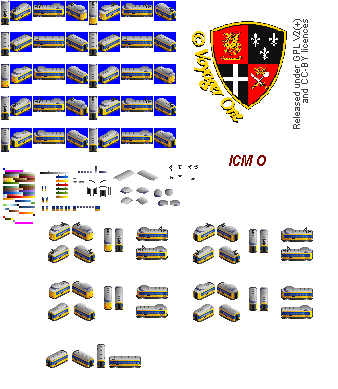 © Voyager One
Released under GPL v2(+)
and CC-BY licences
ICM O